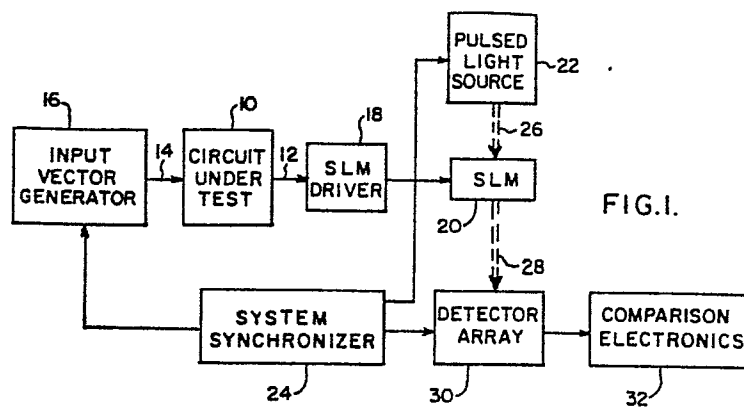 PULSED
LIGHT
SOURCE
22
16
10
18
26
INPUT
VECTOR
GENERATOR
14
CIRCUIT
UNDER
TEST
12
SLM
DRIVER
SLM
20
FIG.1.
28
SYSTEM
SYNCHRONIZER
24
DETECTOR
ARRAY
30
COMPARISON
ELECTRONICS
32